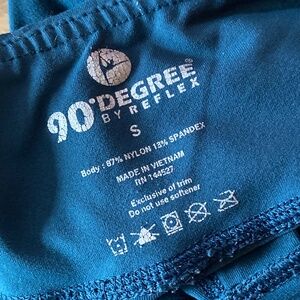 90°DEGREE®
BY REFLEX
S
Body : 87% NYLON 13% SPANDEX
MADE IN VIETNAM
RN 144527
Exclusive of trim
Do not use softener